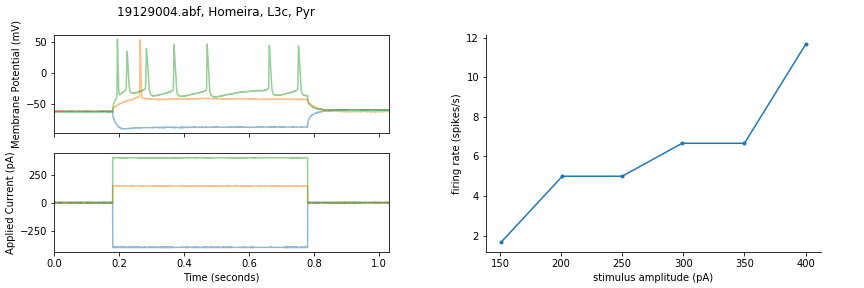 19129004.abf, Homeira, L3c, Pyr
Membrane Potential (mV)
50
0
−50
Applied Current (pA)
250
0
−250
0.0 0.2 0.4 0.6 0.8 1.0
Time (seconds)
firing rate (spikes/s)
12
10
8
6
4
2
150 200 250 300 350 400
stimulus amplitude (pA)